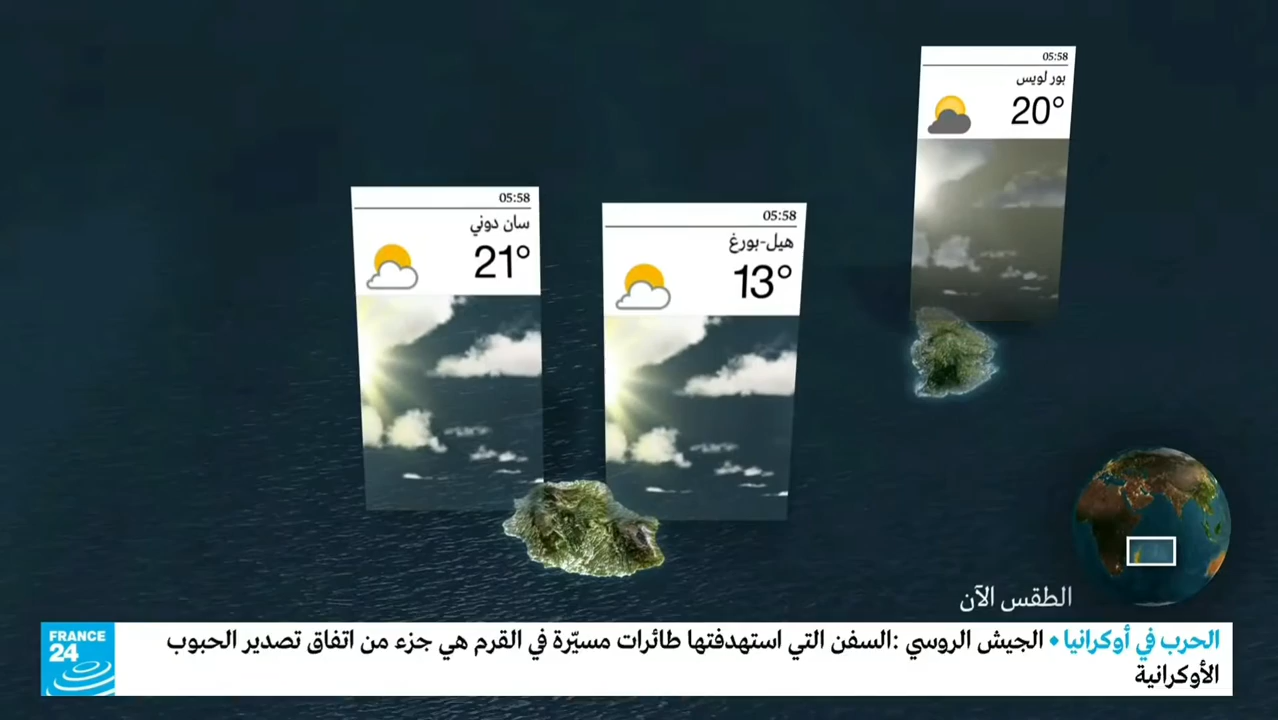 05:58
بور لويس
20°
05:58
سان دوني
21°
05:58
هيل-بورغ
13°
الطقس الآن
الحرب في أوكرانيا • الجيش الروسي :السفن التي استهدفتها طائرات مسيّرة في القرم هي جزء من اتفاق تصدير الحبوب
الأوكرانية
FRANCE
24